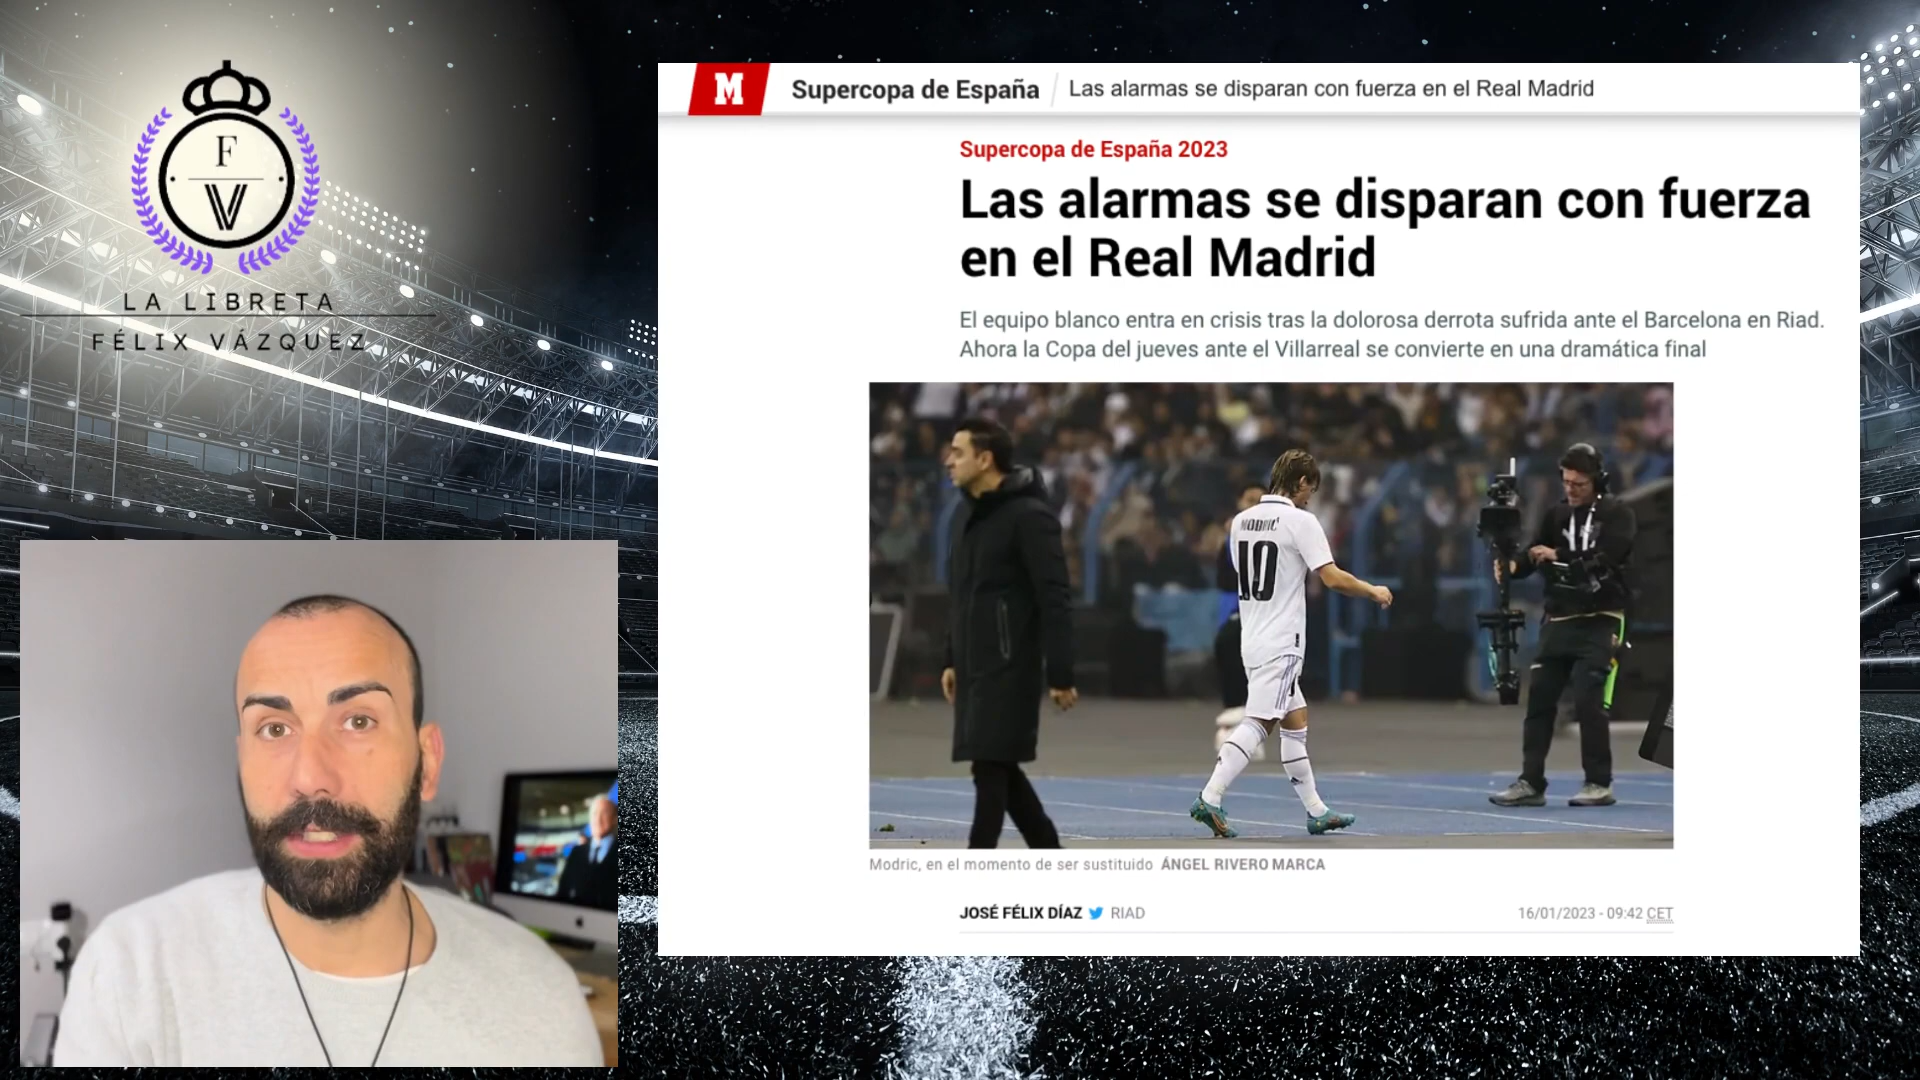 F
V
LA LIBRETA
FÉLIX VÁZQUEZ
M
Supercopa de España
Las alarmas se disparan con fuerza en el Real Madrid
Supercopa de España 2023
Las alarmas se disparan con fuerza
en el Real Madrid
El equipo blanco entra en crisis tras la dolorosa derrota sufrida ante el Barcelona en Riad.
Ahora la Copa del jueves ante el Villarreal se convierte en una dramática final
MODRIĆ
10
Modric, en el momento de ser sustituido ÁNGEL RIVERO MARCA
JOSÉ FÉLIX DÍAZ RIAD
16/01/2023 - 09:42 CET